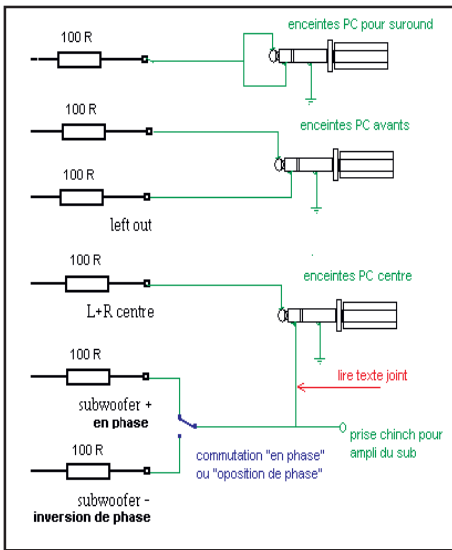 enceintes PC pour suround
100 R
100 R
enceintes PC avants
100 R
left out
100 R
enceintes PC centre
L+R centre
100 R
lire texte joint
subwoofer +
en phase
prise chinch pour
ampli du sub
commutation "en phase"
ou "oposition de phase"
100 R
subwoofer -
inversion de phase